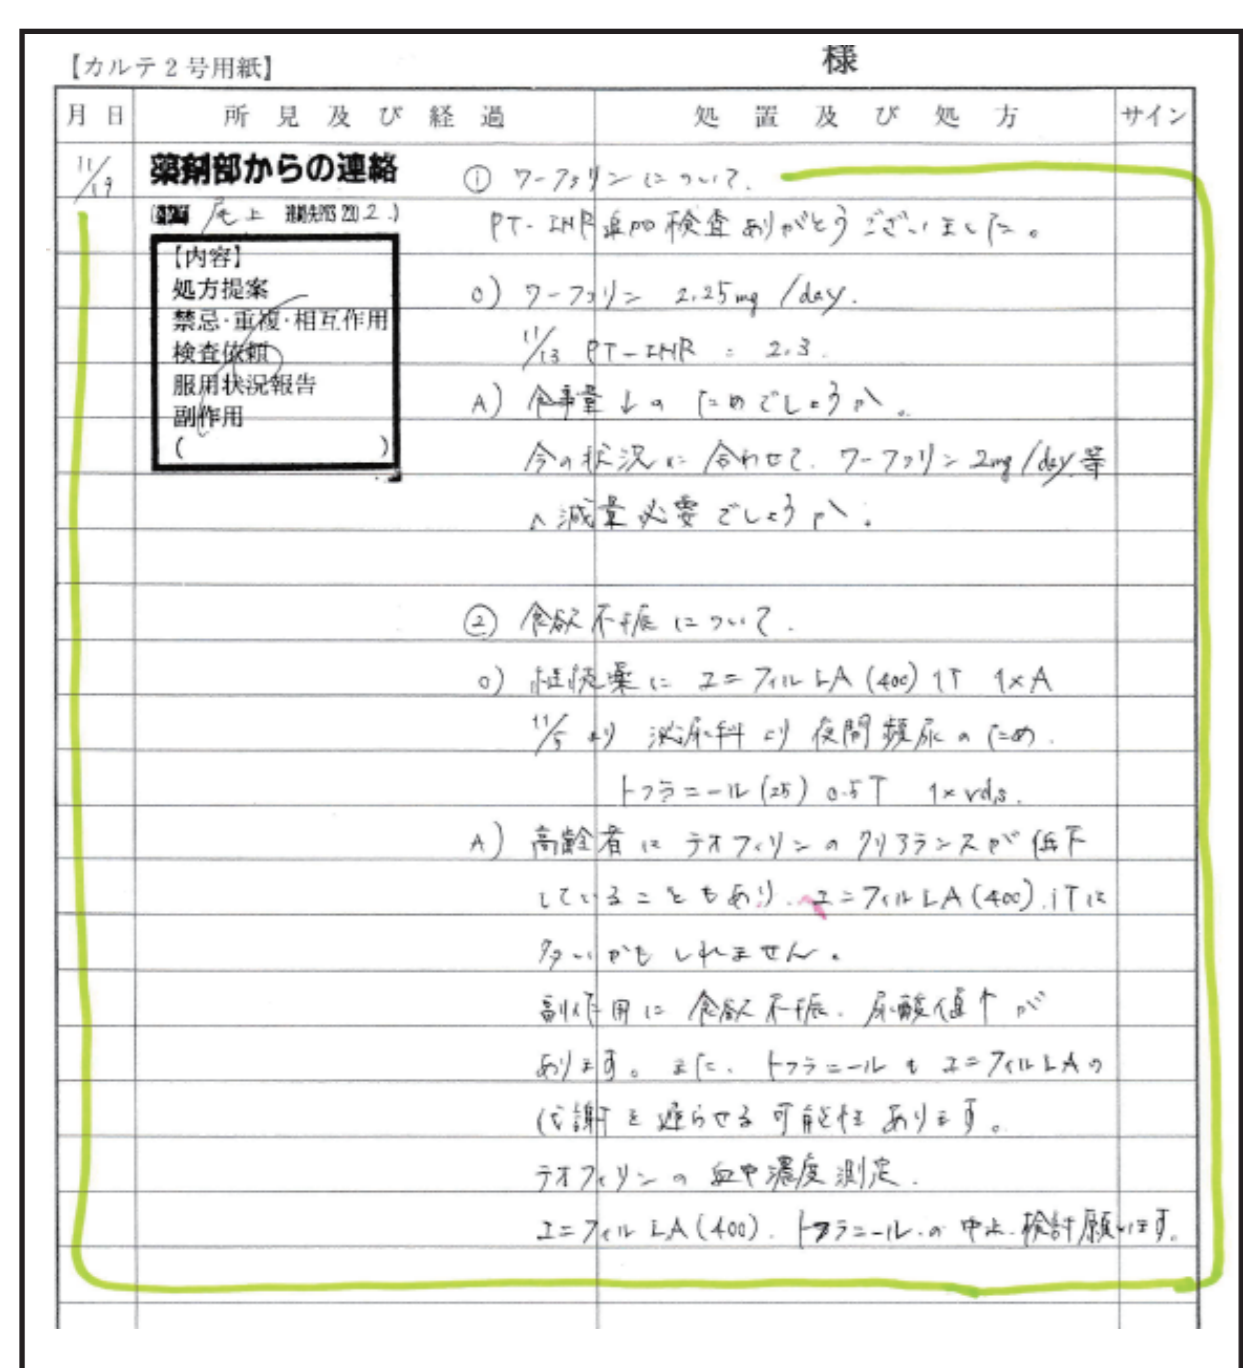 【カルテ2号用紙】 様
月 日 所 見 及 び 経 過 処 置 及 び 処 方 サイン
11/19 薬剤部からの連絡
尾上 連絡先PHS 220 2.)
【内容】
処方提案
禁忌・重複・相互作用
検査依頼
服用状況報告
副作用
( )
① ワーファリンについて.
PT-INR追加検査ありがとうございました。
O) ワーファリン 2.25mg/day.
11/13 PT-INR : 2.3.
A) 食事量↓のためでしょうか。
今の状況に合わせて. ワーファリン2mg/day等
へ減量必要でしょうか。
② 食欲不振について.
O) 継続薬に ユニフィルLA(400) 1T 1×A
11/5より 泌尿科より夜間頻尿のため.
トフラニール(25) 0.5T 1×vds.
A) 高齢者にテオフィリンのクリアランスが低下
していることもあり. ユニフィルLA(400).1Tは
多いかもしれません。
副作用に食欲不振. 尿酸値↑が
あります。また、トフラニールもユニフィルLAの
代謝を遅らせる可能性あります。
テオフィリンの血中濃度測定.
ユニフィルLA(400). トフラニール.の中止.検討願います。